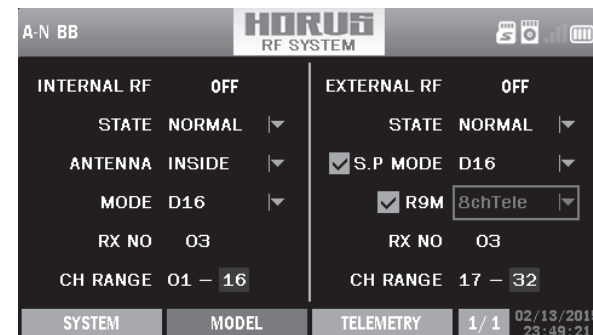 A-N BB
HORUS
RF SYSTEM
INTERNAL RF OFF
STATE NORMAL
ANTENNA INSIDE
MODE D16
RX NO 03
CH RANGE 01 – 16
EXTERNAL RF OFF
STATE NORMAL
S.P MODE D16
R9M 8chTele
RX NO 03
CH RANGE 17 – 32
SYSTEM MODEL TELEMETRY 1/1
02/13/201
23:49:21